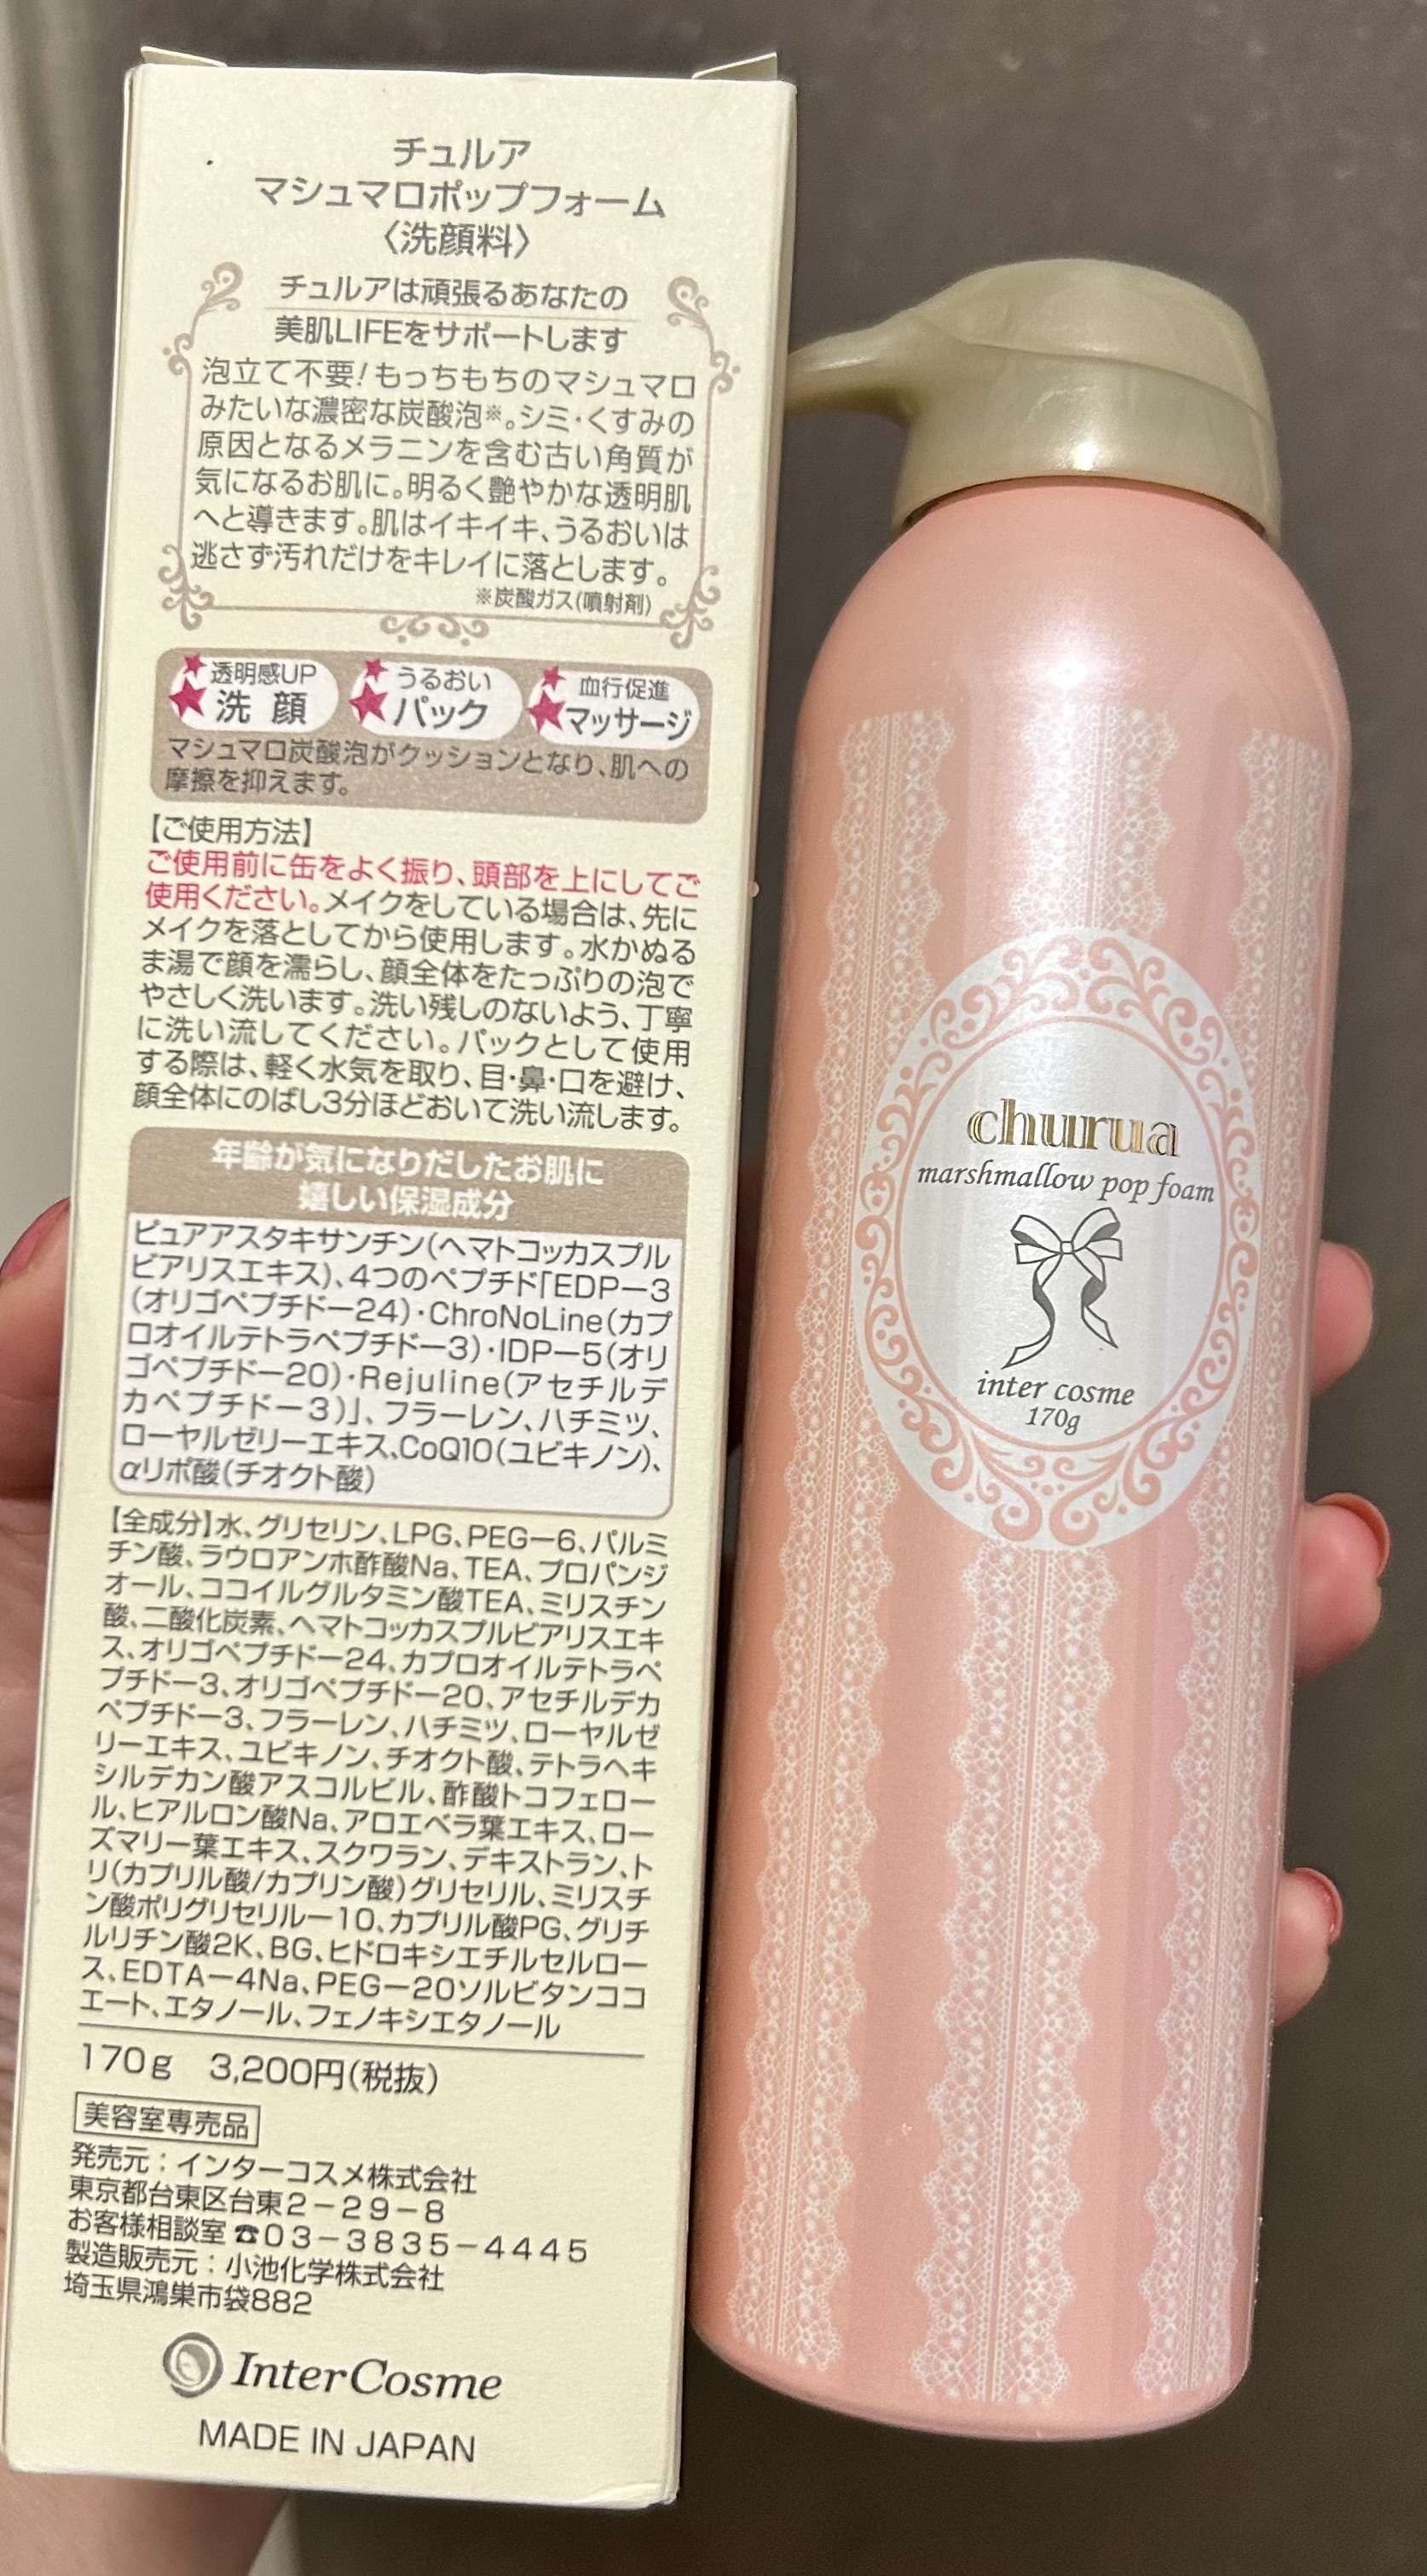 チュルア
マシュマロポップフォーム
〈洗顔料〉
チュルアは頑張るあなたの
美肌LIFEをサポートします
泡立て不要！もっちもちのマシュマロ
みたいな濃密な炭酸泡※。シミ・くすみの
原因となるメラニンを含む古い角質が
気になるお肌に。明るく艶やかな透明肌
へと導きます。肌はイキイキ、うるおいは
逃さず汚れだけをキレイに落とします。
※炭酸ガス(噴射剤)
透明感UP
洗顔
うるおい
パック
血行促進
マッサージ
マシュマロ炭酸泡がクッションとなり、肌への
摩擦を抑えます。
【ご使用方法】
ご使用前に缶をよく振り、頭部を上にしてご
使用ください。メイクをしている場合は、先に
メイクを落としてから使用します。水かぬる
ま湯で顔を濡らし、顔全体をたっぷりの泡で
やさしく洗います。洗い残しのないよう、丁寧
に洗い流してください。パックとして使用
する際は、軽く水気を取り、目・鼻・口を避け、
顔全体にのばし3分ほどおいて洗い流します。
年齢が気になりだしたお肌に
嬉しい保湿成分
ピュアアスタキサンチン(ヘマトコッカスプル
ビアリスエキス)、4つのペプチド「EDP－3
(オリゴペプチド－24)・ChroNoLine(カプ
ロオイルテトラペプチド－3)・IDP－5(オリ
ゴペプチド－20)・Rejuline(アセチルデ
カペプチド－3)」、フラーレン、ハチミツ、
ローヤルゼリーエキス、CoQ10(ユビキノン)、
αリポ酸(チオクト酸)
【全成分】水、グリセリン、LPG、PEG－6、パルミ
チン酸、ラウロアンホ酢酸Na、TEA、プロパンジ
オール、ココイルグルタミン酸TEA、ミリスチン
酸、二酸化炭素、ヘマトコッカスプルビアリスエキ
ス、オリゴペプチド－24、カプロオイルテトラペ
プチド－3、オリゴペプチド－20、アセチルデカ
ペプチド－3、フラーレン、ハチミツ、ローヤルゼ
リーエキス、ユビキノン、チオクト酸、テトラヘキ
シルデカン酸アスコルビル、酢酸トコフェロー
ル、ヒアルロン酸Na、アロエベラ葉エキス、ロー
ズマリー葉エキス、スクワラン、デキストラン、ト
リ(カプリル酸/カプリン酸)グリセリル、ミリスチ
ン酸ポリグリセリル－10、カプリル酸PG、グリチ
ルリチン酸2K、BG、ヒドロキシエチルセルロー
ス、EDTA－4Na、PEG－20ソルビタンココ
エート、エタノール、フェノキシエタノール
170g 3,200円(税抜)
美容室専売品
発売元：インターコスメ株式会社
東京都台東区台東2－29－8
お客様相談室☎03－3835－4445
製造販売元：小池化学株式会社
埼玉県鴻巣市袋882
InterCosme
MADE IN JAPAN
churua
marshmallow pop foam
inter cosme
170g